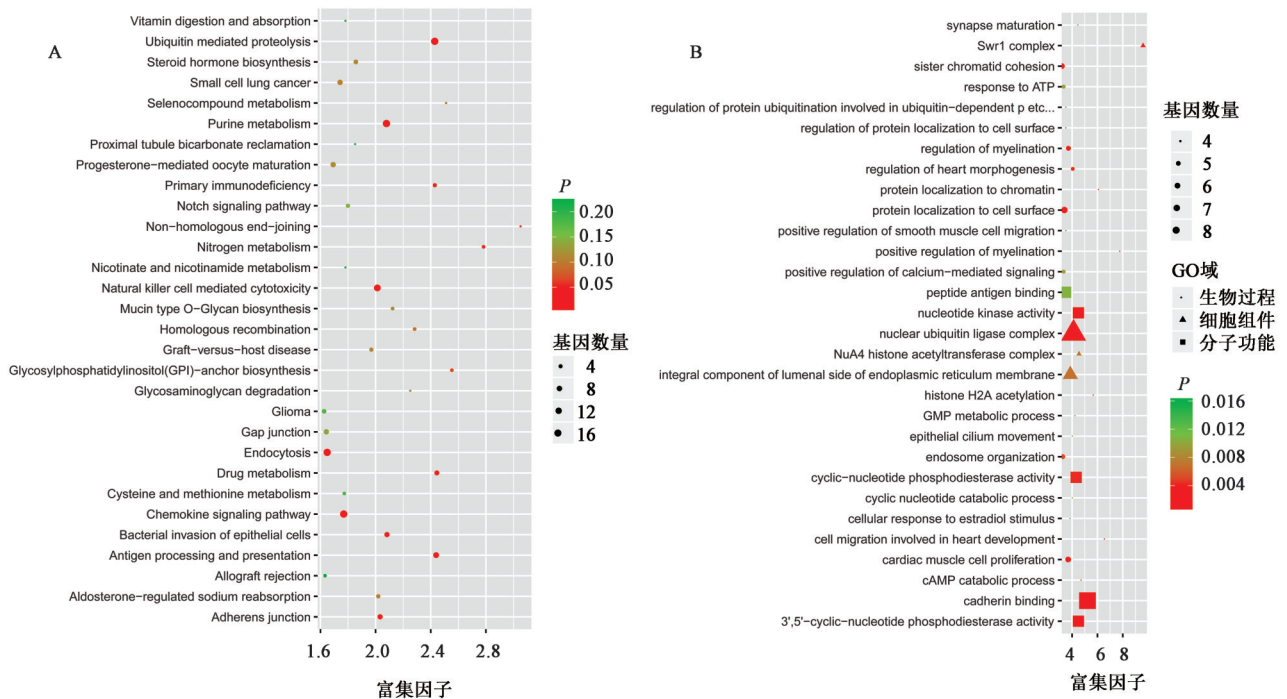 A
Vitamin digestion and absorption
Ubiquitin mediated proteolysis
Steroid hormone biosynthesis
Small cell lung cancer
Selenocompound metabolism
Purine metabolism
Proximal tubule bicarbonate reclamation
Progesterone-mediated oocyte maturation
Primary immunodeficiency
Notch signaling pathway
Non-homologous end-joining
Nitrogen metabolism
Nicotinate and nicotinamide metabolism
Natural killer cell mediated cytotoxicity
Mucin type O-Glycan biosynthesis
Homologous recombination
Graft-versus-host disease
Glycosylphosphatidylinositol(GPI)-anchor biosynthesis
Glycosaminoglycan degradation
Glioma
Gap junction
Endocytosis
Drug metabolism
Cysteine and methionine metabolism
Chemokine signaling pathway
Bacterial invasion of epithelial cells
Antigen processing and presentation
Allograft rejection
Aldosterone-regulated sodium reabsorption
Adherens junction
1.6 2.0 2.4 2.8
富集因子
P
0.20
0.15
0.10
0.05
基因数量
4
8
12
16
B
synapse maturation
Swr1 complex
sister chromatid cohesion
response to ATP
regulation of protein ubiquitination involved in ubiquitin-dependent p etc...
regulation of protein localization to cell surface
regulation of myelination
regulation of heart morphogenesis
protein localization to chromatin
protein localization to cell surface
positive regulation of smooth muscle cell migration
positive regulation of myelination
positive regulation of calcium-mediated signaling
peptide antigen binding
nucleotide kinase activity
nuclear ubiquitin ligase complex
NuA4 histone acetyltransferase complex
integral component of lumenal side of endoplasmic reticulum membrane
histone H2A acetylation
GMP metabolic process
epithelial cilium movement
endosome organization
cyclic-nucleotide phosphodiesterase activity
cyclic nucleotide catabolic process
cellular response to estradiol stimulus
cell migration involved in heart development
cardiac muscle cell proliferation
cAMP catabolic process
cadherin binding
3',5'-cyclic-nucleotide phosphodiesterase activity
4 6 8
富集因子
基因数量
4
5
6
7
8
GO域
生物过程
细胞组件
分子功能
P
0.016
0.012
0.008
0.004